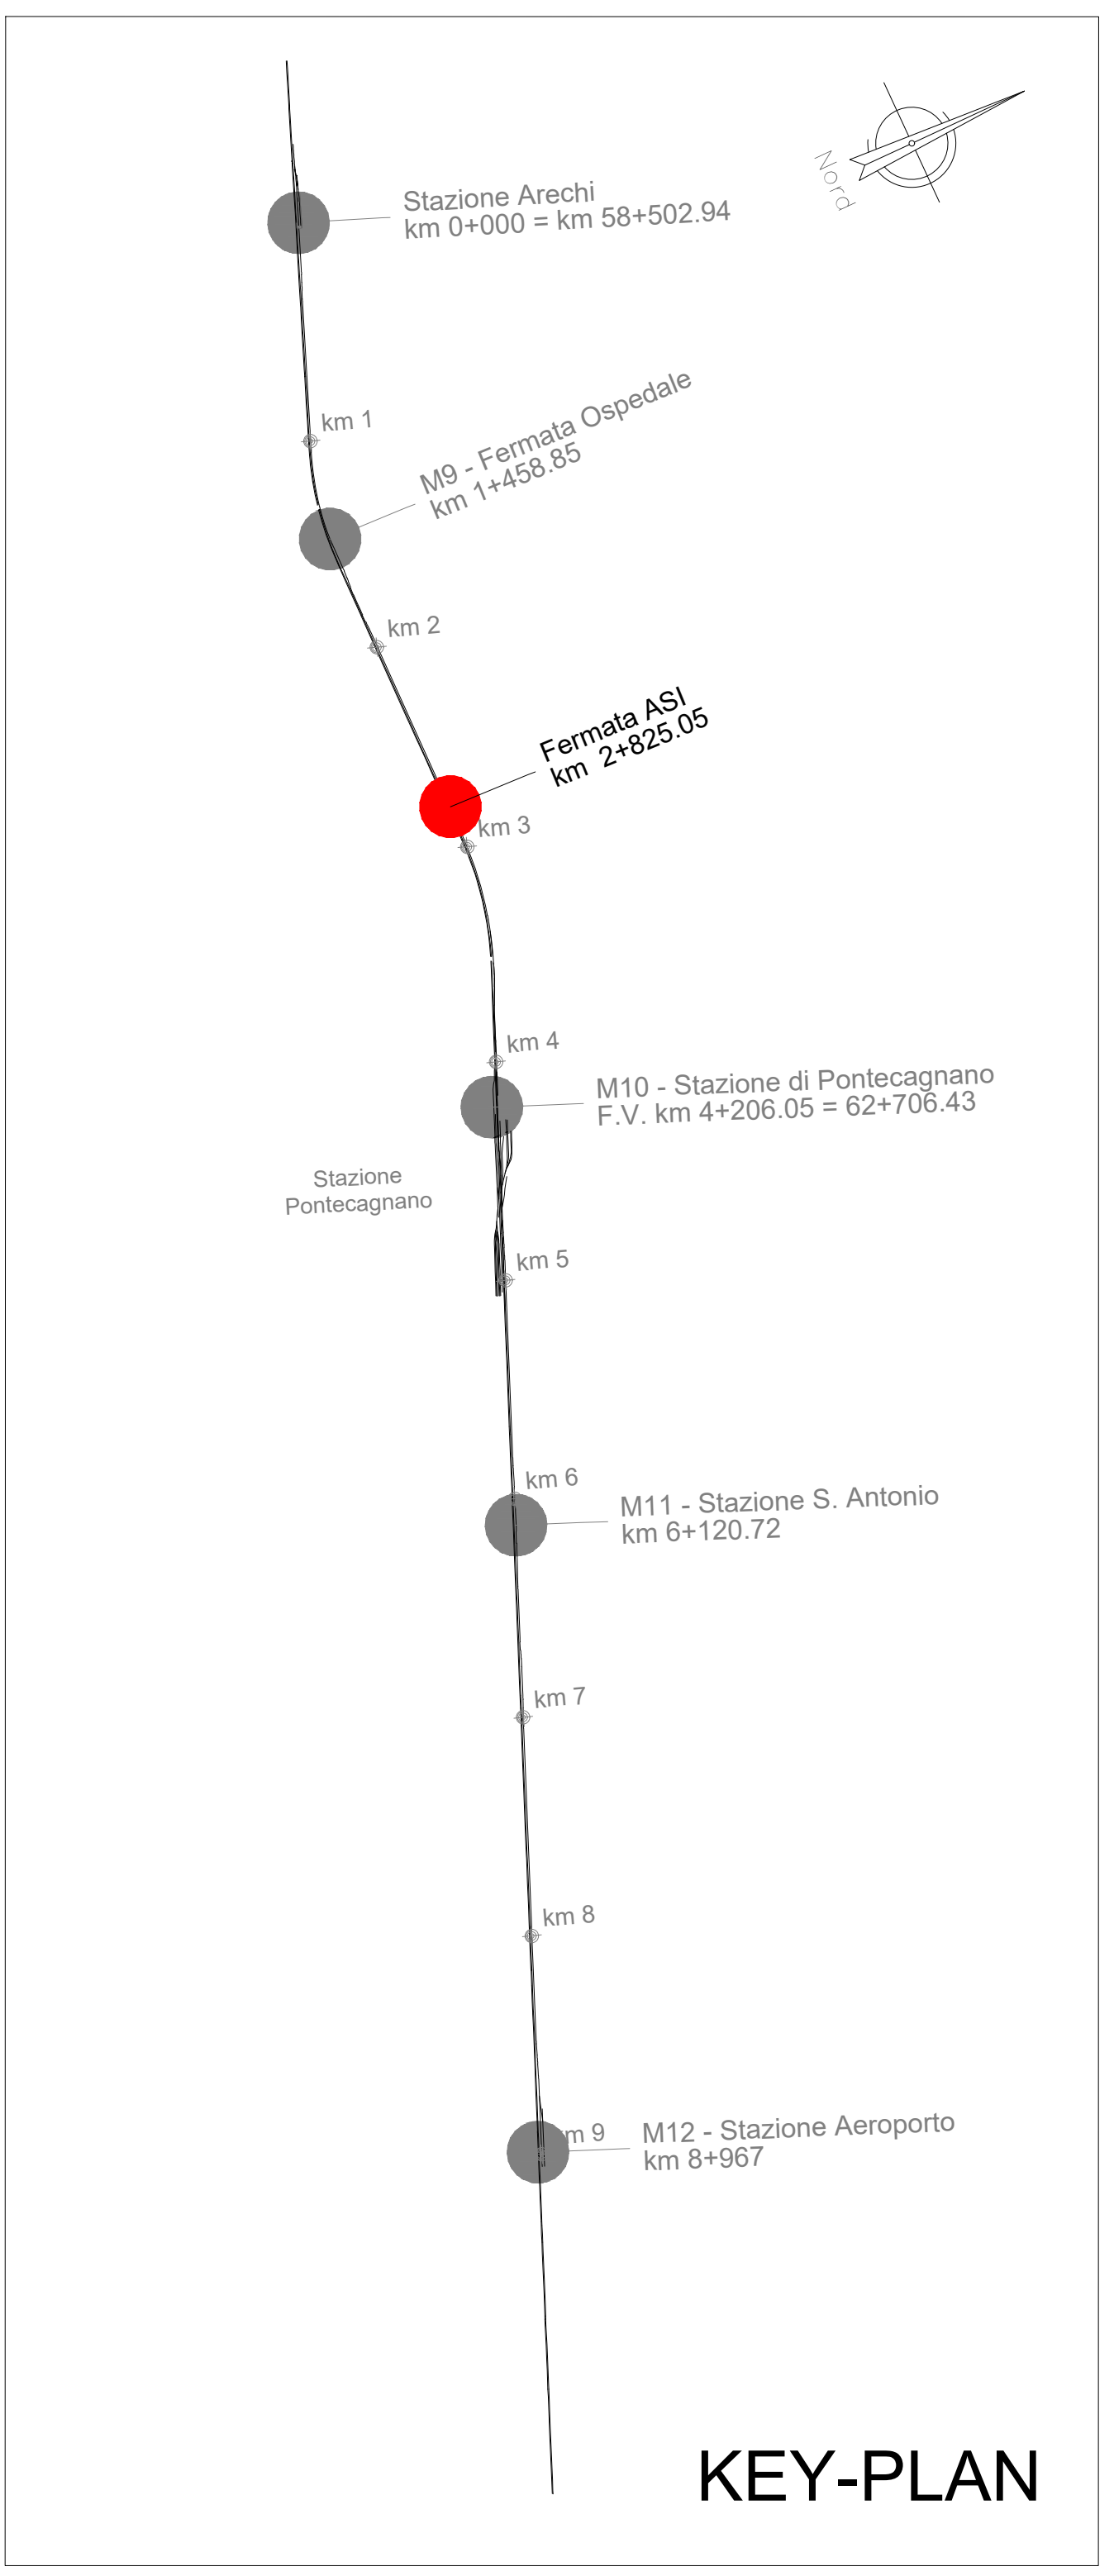 Nord
Stazione Arechi
km 0+000 = km 58+502.94
km 1
M9 - Fermata Ospedale
km 1+458.85
km 2
Fermata ASI
km 2+825.05
km 3
km 4
M10 - Stazione di Pontecagnano
F.V. km 4+206.05 = 62+706.43
Stazione
Pontecagnano
km 5
km 6
M11 - Stazione S. Antonio
km 6+120.72
km 7
km 8
km 9
M12 - Stazione Aeroporto
km 8+967
KEY-PLAN